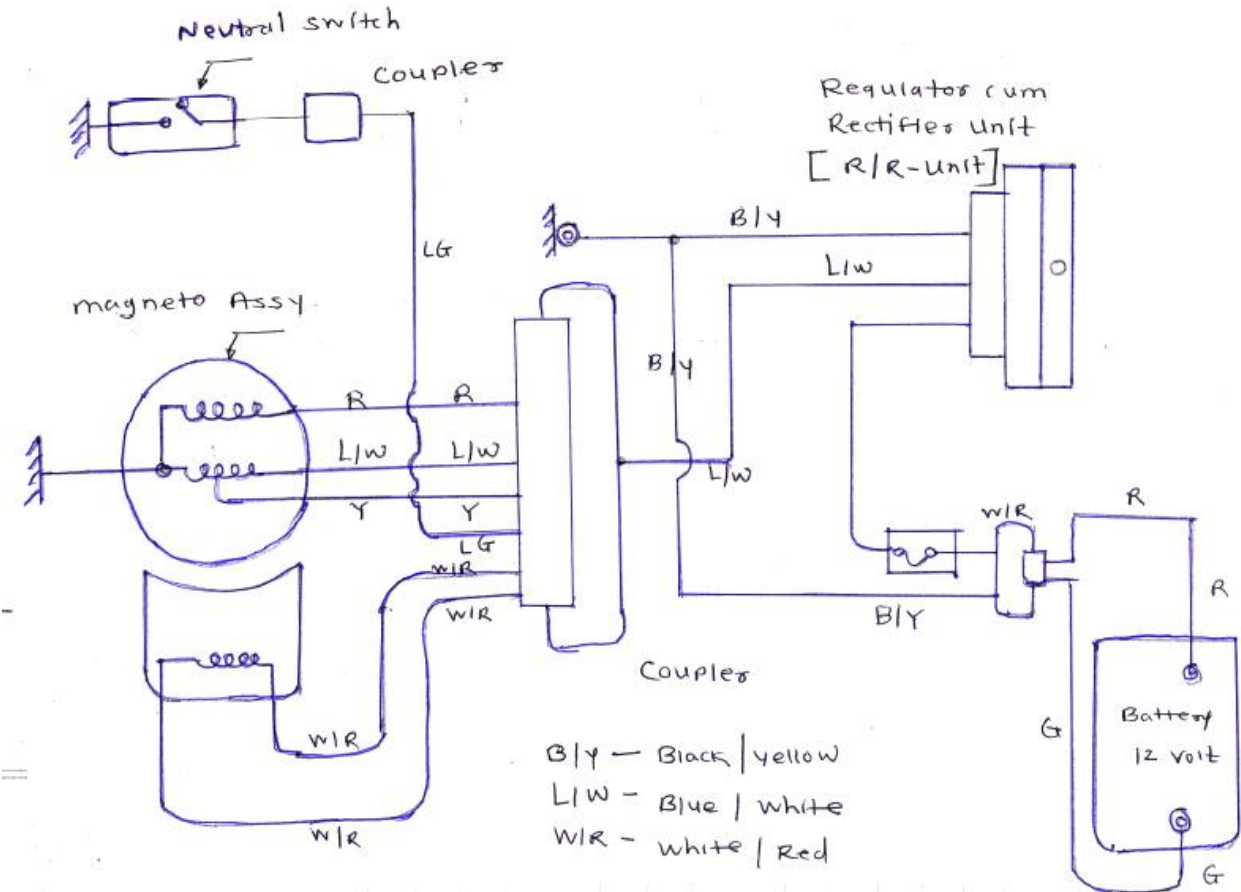 Neutral switch
Coupler
Regulator cum
Rectifier unit
[ R/R-Unit ]
B/Y
L/W
LG
magneto Assy.
B/Y
R R
L/W L/W
L/W
Y Y
LG
W/R
W/R
W/R
R
R
B/Y
Coupler
Battery
12 volt
G
W/R
W/R
B/Y - Black / yellow
L/W - Blue / white
W/R - white / Red
G